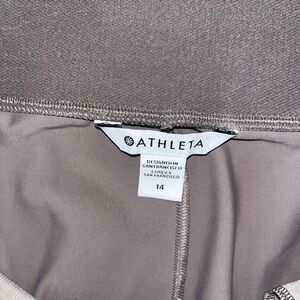 ATHLETA
DESIGNED IN
SAN FRANCISCO
CONÇU À
SAN FRANCISCO
14